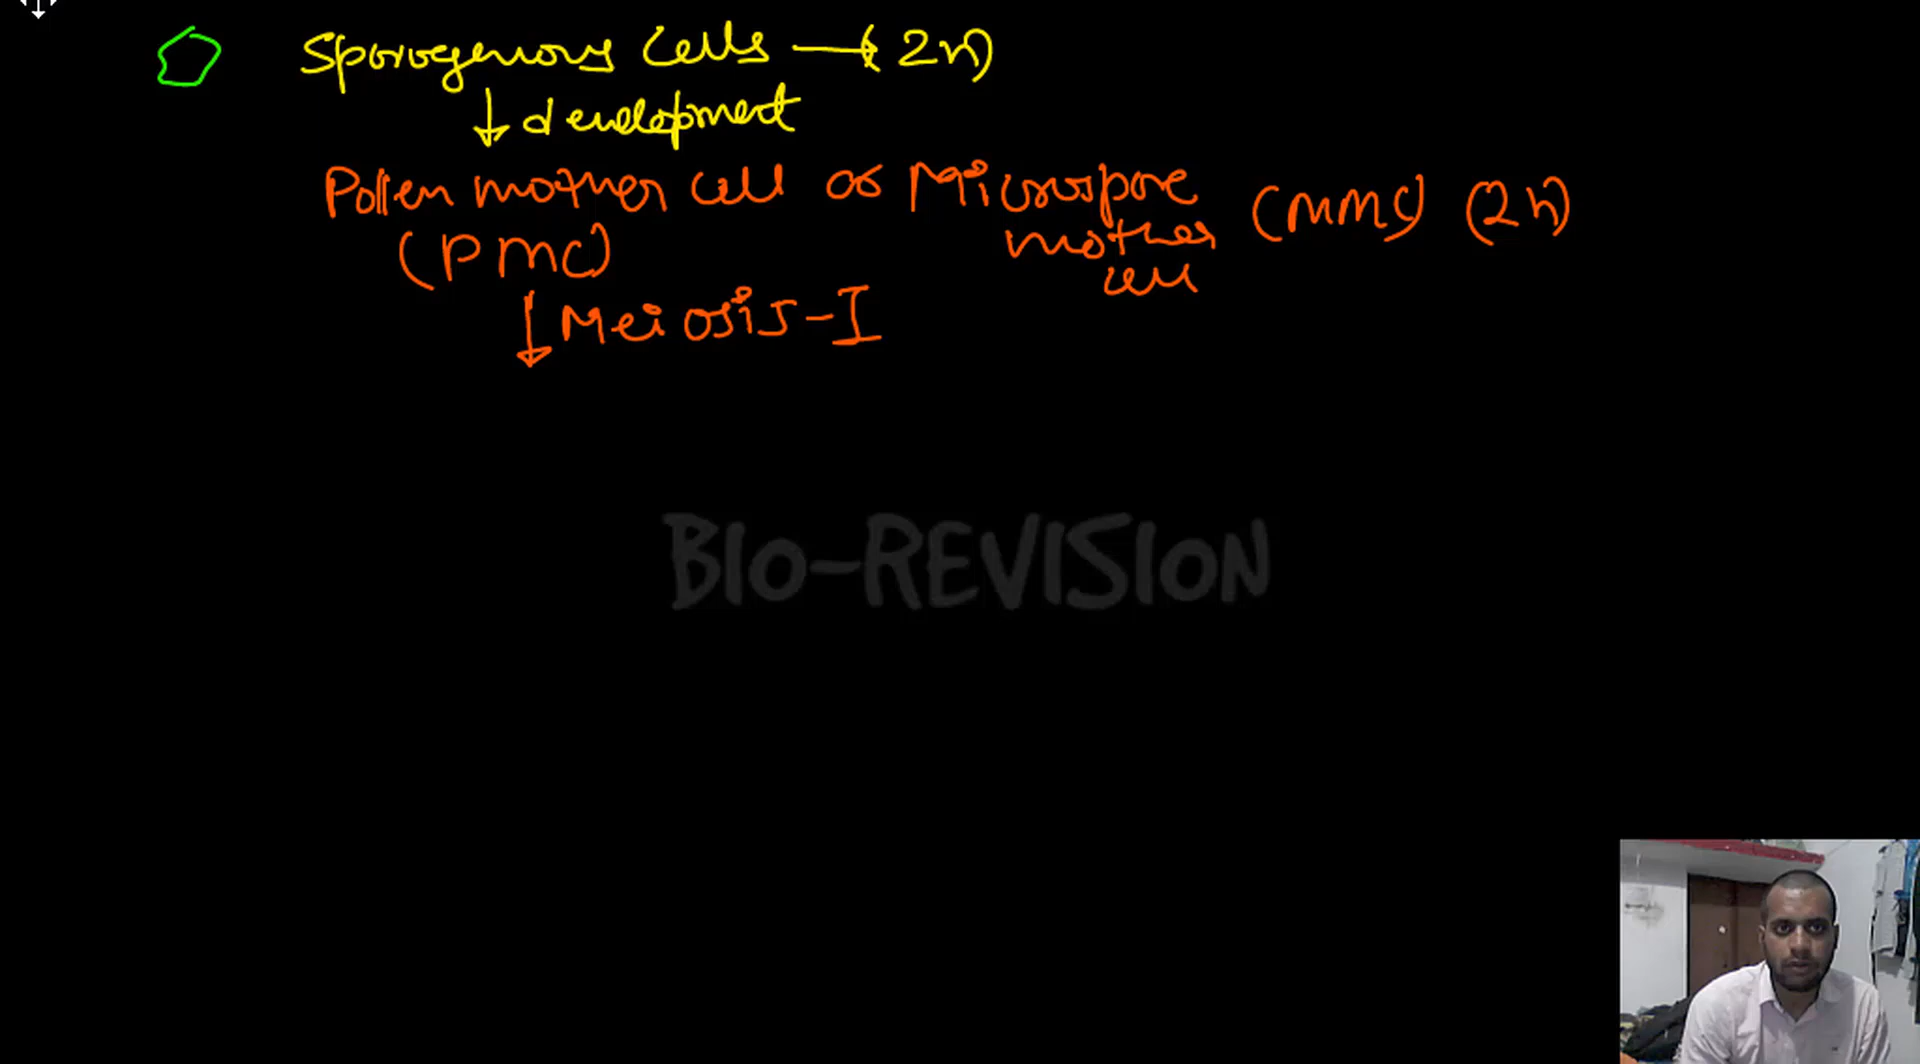 Sporogenous cells → (2n)
↓ development
Pollen mother cell or Microspore mother cell (MMC) (2n)
(PMC)
↓ Meiosis-I
BIO-REVISION